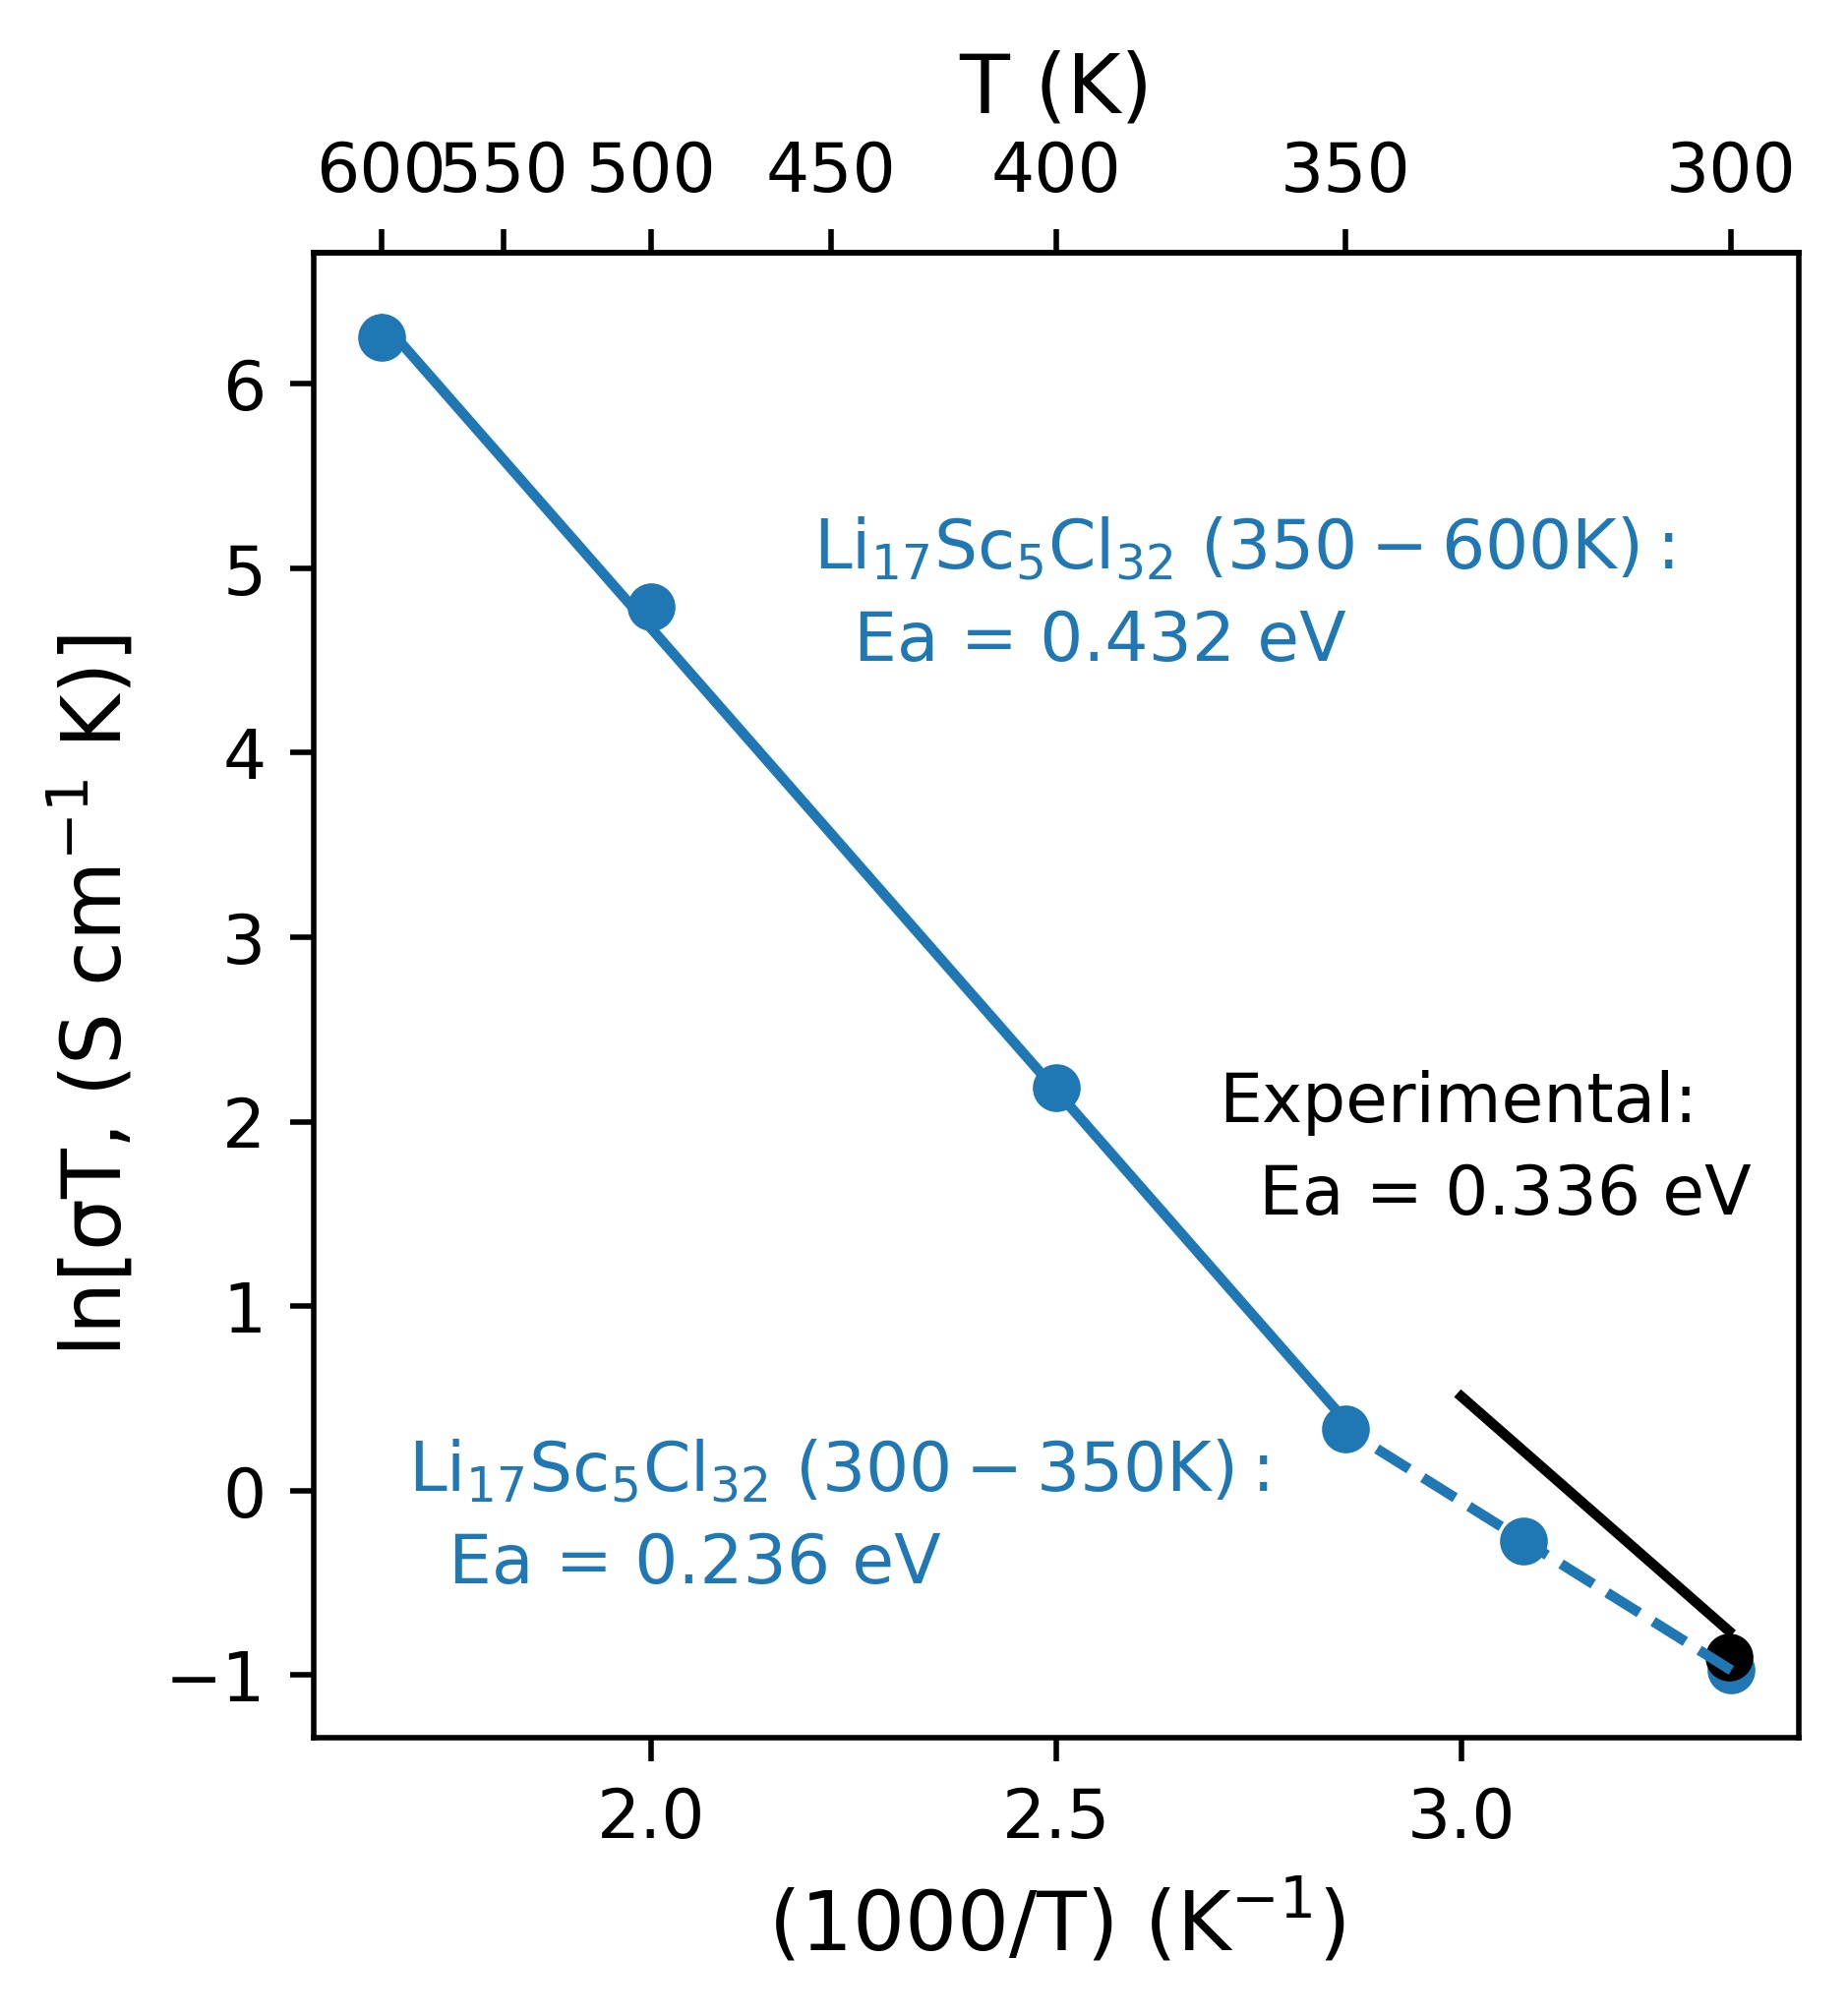 T (K)
600 550 500 450 400 350 300
6
5
4
3
2
1
0
−1
ln[σT, (S cm⁻¹ K)]
Li₁₇Sc₅Cl₃₂ (350 − 600K) :
Ea = 0.432 eV
Experimental:
Ea = 0.336 eV
Li₁₇Sc₅Cl₃₂ (300 − 350K) :
Ea = 0.236 eV
2.0 2.5 3.0
(1000/T) (K⁻¹)